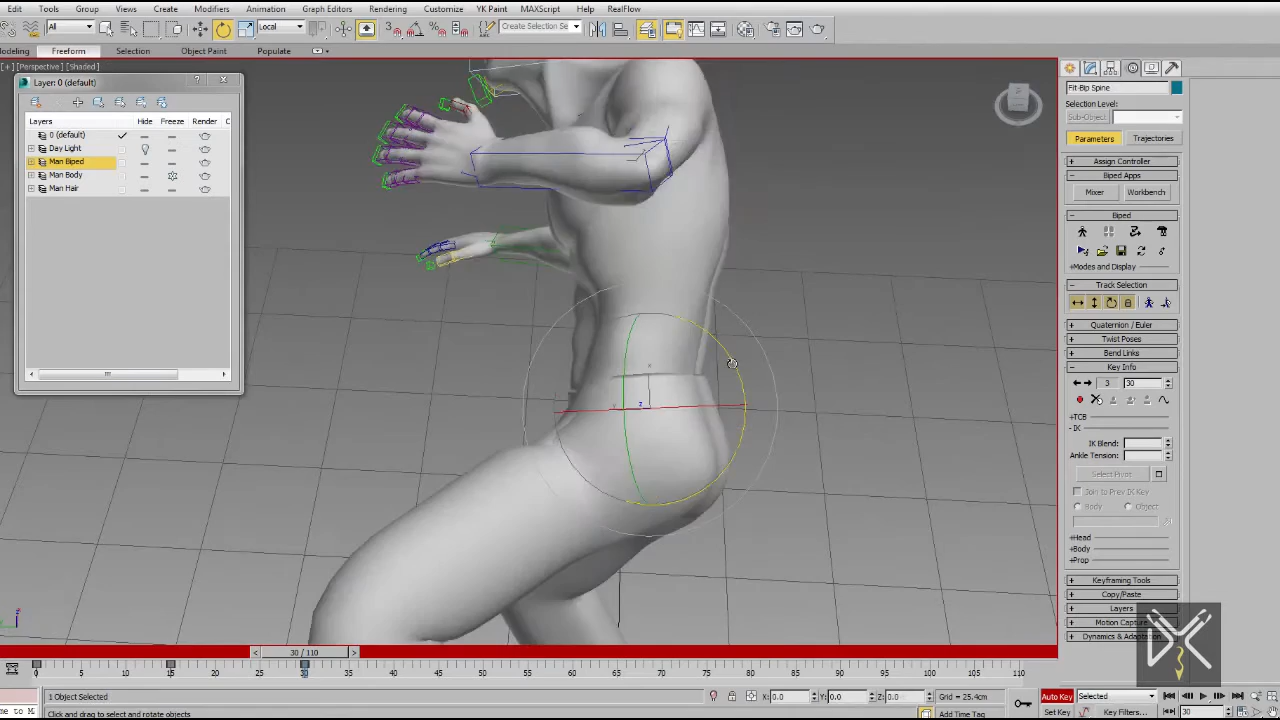 Edit Tools Group Views Create Modifiers Animation Graph Editors Rendering Customize YK Paint MAXScript Help RealFlow
All Local Create Selection Se
Modeling Freeform Selection Object Paint Populate
[+] [Perspective] [Shaded]
Layer: 0 (default) ?
Layers Hide Freeze Render C
0 (default)
Day Light
Man Biped
Man Body
Man Hair
Fit-Bip Spine
Selection Level:
Sub-Object
Parameters Trajectories
+ Assign Controller
- Biped Apps
Mixer Workbench
- Biped
+Modes and Display
- Track Selection
+ Quaternion / Euler
+ Twist Poses
+ Bend Links
- Key Info
3 30
+TCB
-IK
IK Blend:
Ankle Tension:
Select Pivot
Join to Prev IK Key
Body Object
+Head
+Body
+Prop
+ Keyframing Tools
+ Copy/Paste
+ Layers
+ Motion Capture
+ Dynamics & Adaptation
DK
< 30 / 110 >
0 10 15 20 30 40 50 55 60 65 70 75 80 85 90 95 100 105 110
1 Object Selected X: 0.0 Y: 0.0 Z: 0.0 Grid = 25.4cm Auto Key Selected
me to M Click and drag to select and rotate objects Add Time Tag Set Key Key Filters... 30